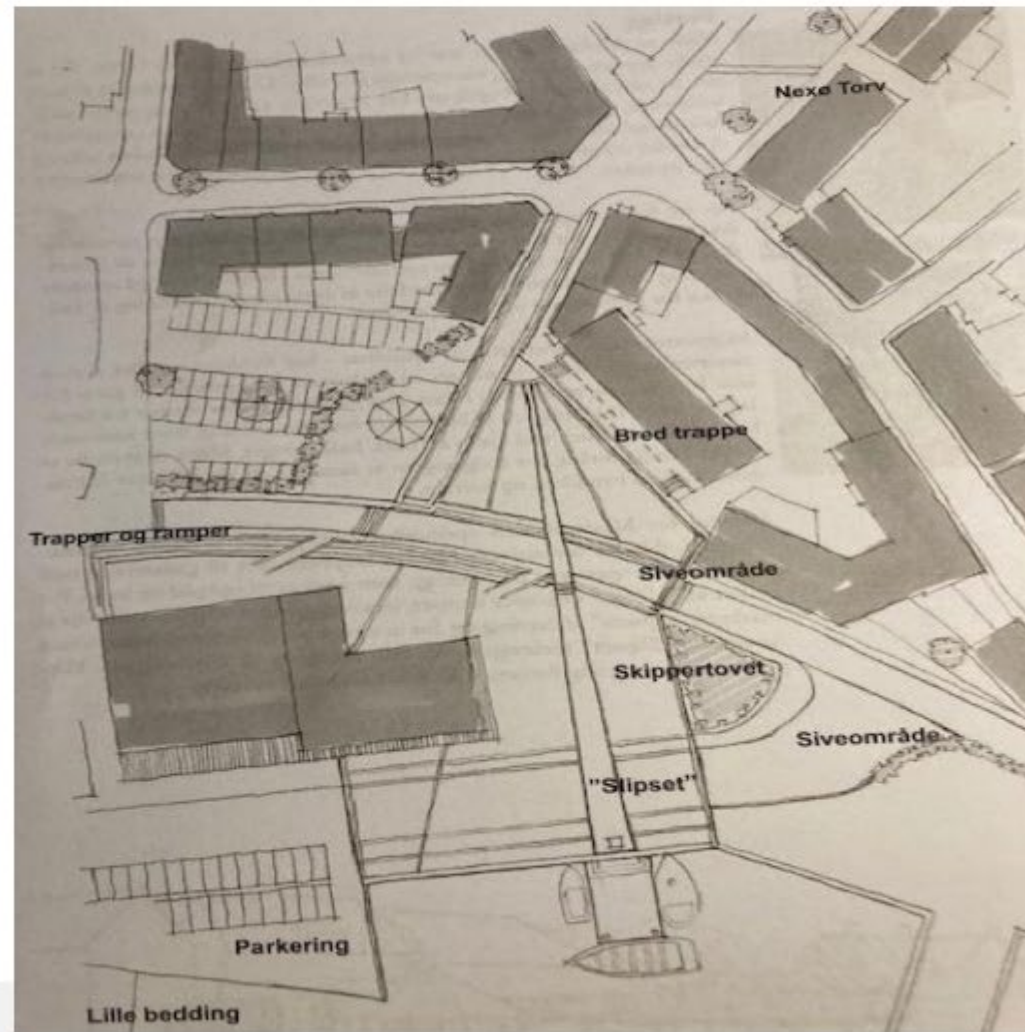 Nexø Torv
Bred trappe
Trapper og ramper
Siveområde
Skippertovet
Siveområde
"Slipset"
Parkering
Lille bedding